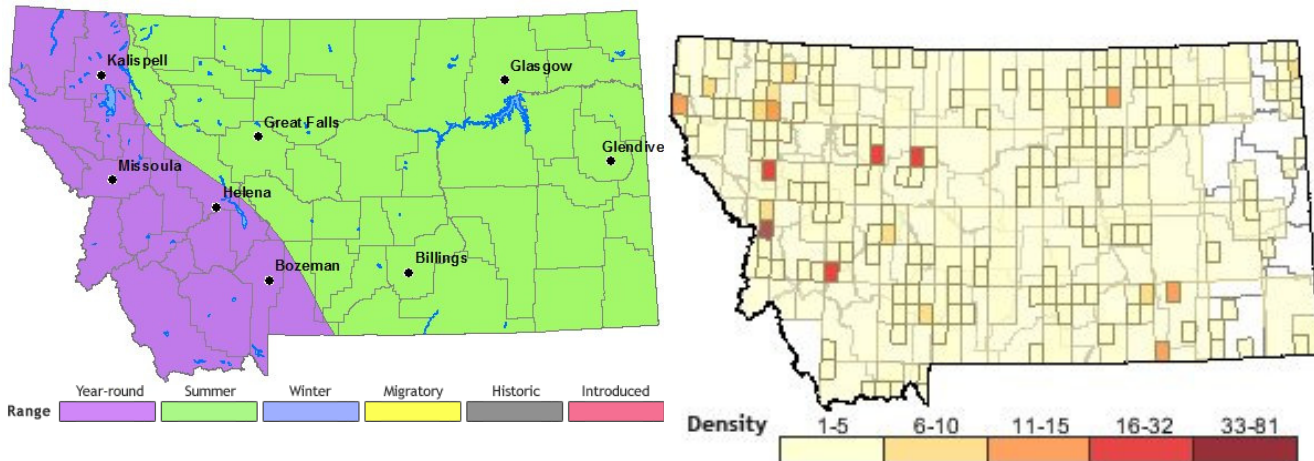 Kalispell
Glasgow
Great Falls
Glendive
Missoula
Helena
Bozeman
Billings
Year-round Summer Winter Migratory Historic Introduced
Range
Density 1-5 6-10 11-15 16-32 33-81